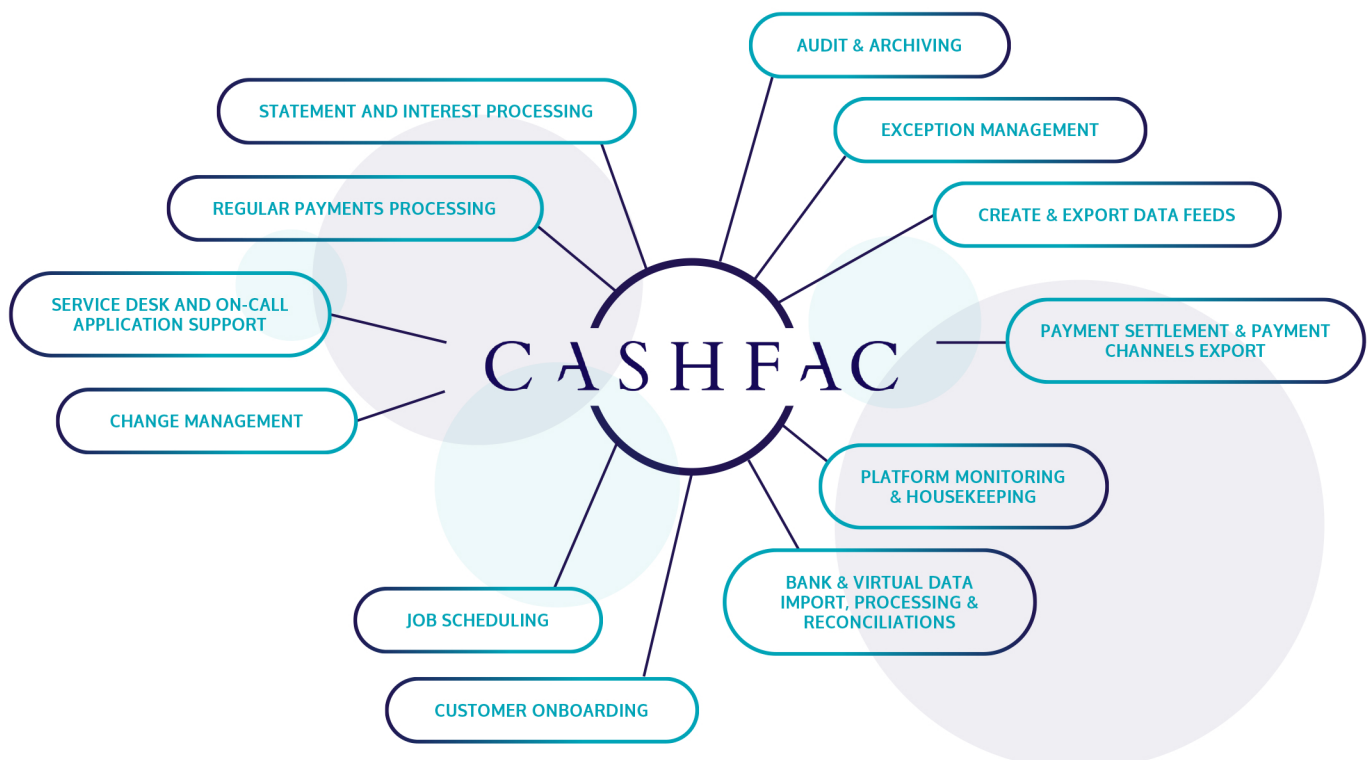 AUDIT & ARCHIVING
STATEMENT AND INTEREST PROCESSING
EXCEPTION MANAGEMENT
REGULAR PAYMENTS PROCESSING
CREATE & EXPORT DATA FEEDS
SERVICE DESK AND ON-CALL
APPLICATION SUPPORT
PAYMENT SETTLEMENT & PAYMENT
CHANNELS EXPORT
CASHFAC
CHANGE MANAGEMENT
PLATFORM MONITORING
& HOUSEKEEPING
BANK & VIRTUAL DATA
IMPORT, PROCESSING &
RECONCILIATIONS
JOB SCHEDULING
CUSTOMER ONBOARDING